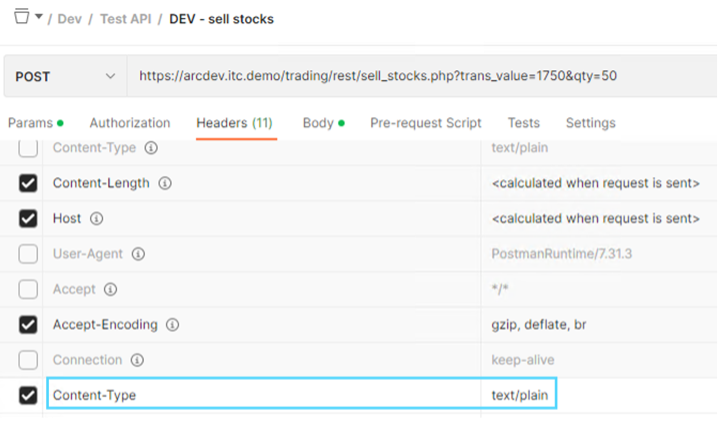 / Dev / Test API / DEV - sell stocks
POST https://arcdev.itc.demo/trading/rest/sell_stocks.php?trans_value=1750&qty=50
Params Authorization Headers (11) Body Pre-request Script Tests Settings
Content-Type text/plain
Content-Length <calculated when request is sent>
Host <calculated when request is sent>
User-Agent PostmanRuntime/7.31.3
Accept */*
Accept-Encoding gzip, deflate, br
Connection keep-alive
Content-Type text/plain